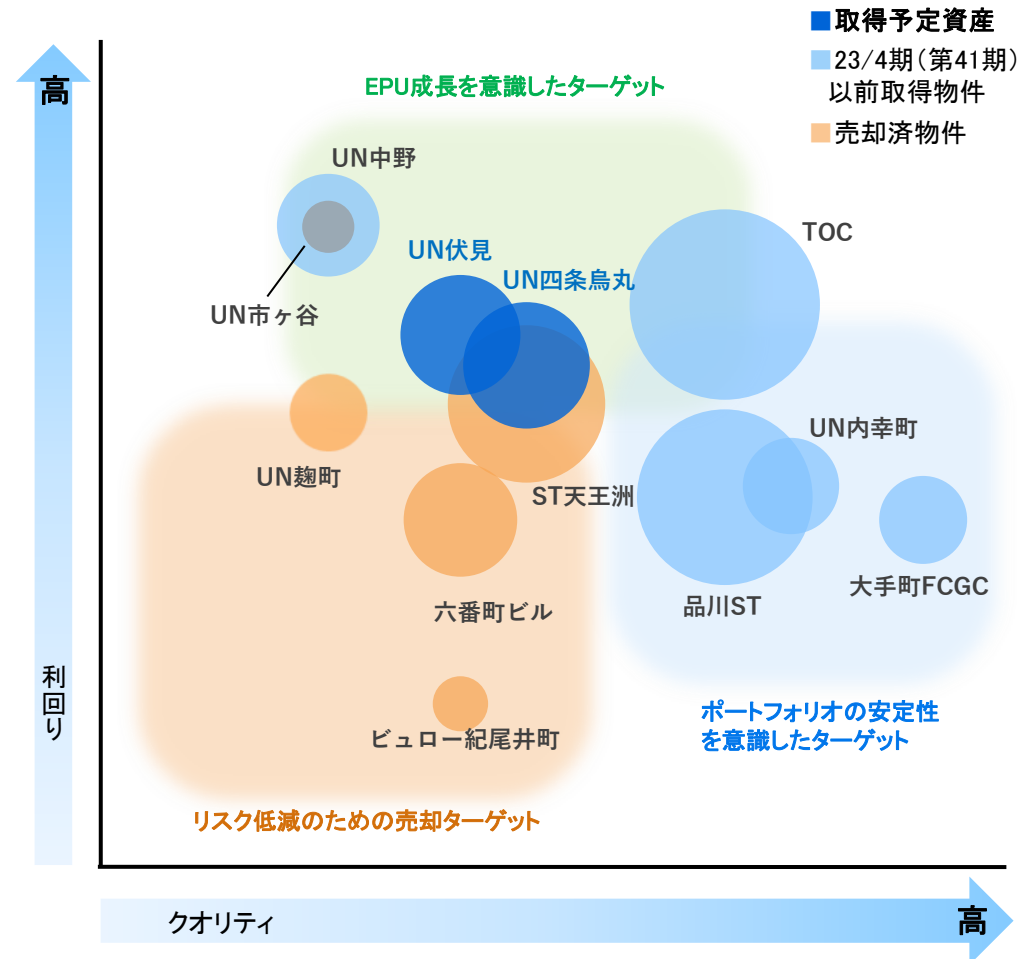 ■取得予定資産
■23/4期（第41期）
以前取得物件
■売却済物件
高
EPU成長を意識したターゲット
UN中野
UN伏見
TOC
UN四条烏丸
UN市ヶ谷
UN内幸町
UN麹町
ST天王洲
大手町FCGC
品川ST
六番町ビル
利回り
ポートフォリオの安定性
を意識したターゲット
ビュロー紀尾井町
リスク低減のための売却ターゲット
クオリティ
高